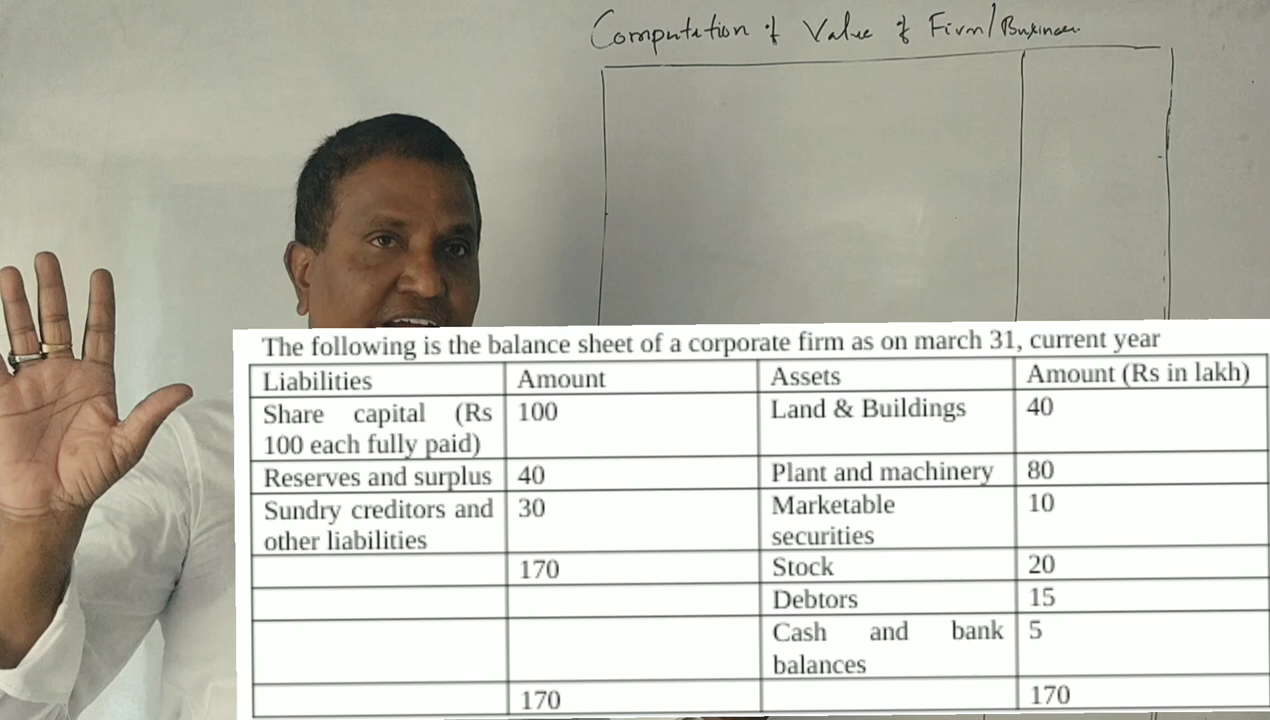 Computation of Value of Firm/Business
The following is the balance sheet of a corporate firm as on march 31, current year
Liabilities Amount Assets Amount (Rs in lakh)
Share capital (Rs 100 Land & Buildings 40
100 each fully paid)
Reserves and surplus 40 Plant and machinery 80
Sundry creditors and 30 Marketable 10
other liabilities securities
170 Stock 20
Debtors 15
Cash and bank 5
balances
170 170